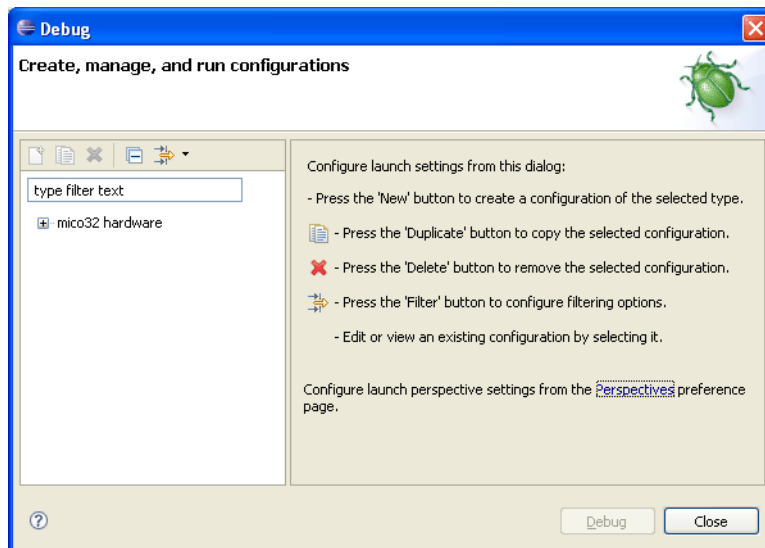 Debug
Create, manage, and run configurations
type filter text
mico32 hardware
Configure launch settings from this dialog:
- Press the 'New' button to create a configuration of the selected type.
- Press the 'Duplicate' button to copy the selected configuration.
- Press the 'Delete' button to remove the selected configuration.
- Press the 'Filter' button to configure filtering options.
- Edit or view an existing configuration by selecting it.
Configure launch perspective settings from the Perspectives preference
page.
Debug
Close